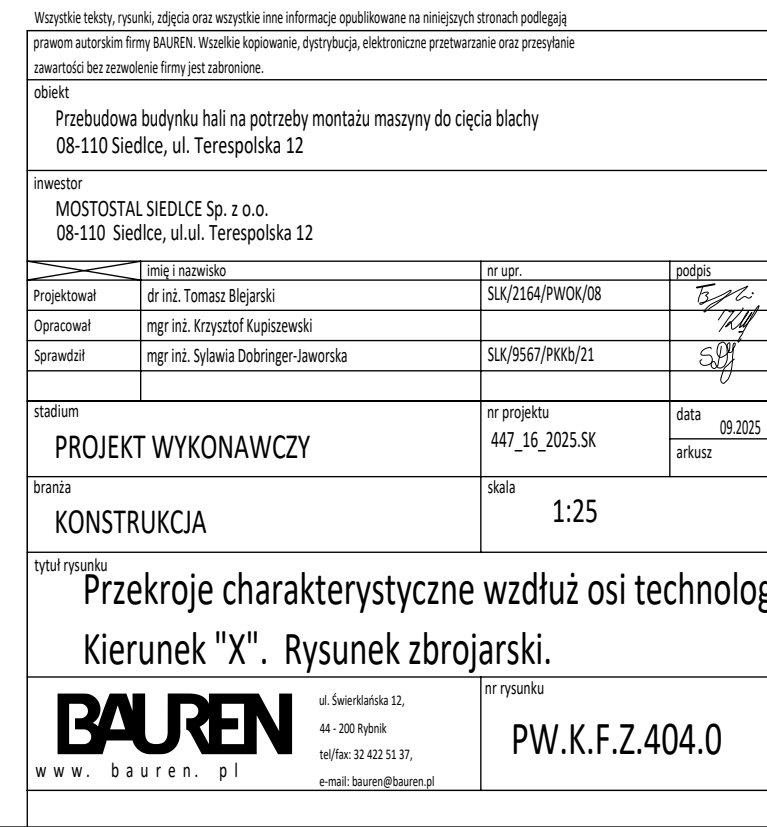 Wszystkie teksty, rysunki, zdjęcia oraz wszystkie inne informacje opublikowane na niniejszych stronach podlegają
prawom autorskim firmy BAUREN. Wszelkie kopiowanie, dystrybucja, elektroniczne przetwarzanie oraz przesyłanie
zawartości bez zezwolenie firmy jest zabronione.
obiekt
Przebudowa budynku hali na potrzeby montażu maszyny do cięcia blachy
08-110 Siedlce, ul. Terespolska 12
inwestor
MOSTOSTAL SIEDLCE Sp. z o.o.
08-110 Siedlce, ul.ul. Terespolska 12
imię i nazwisko nr upr. podpis
Projektował dr inż. Tomasz Blejarski SLK/2164/PWOK/08
Opracował mgr inż. Krzysztof Kupiszewski
Sprawdził mgr inż. Sylawia Dobringer-Jaworska SLK/9567/PKKb/21
stadium nr projektu data
PROJEKT WYKONAWCZY 447_16_2025.SK 09.2025
arkusz
branża skala
KONSTRUKCJA 1:25
tytuł rysunku
Przekroje charakterystyczne wzdłuż osi technolog
Kierunek "X". Rysunek zbrojarski.
BAUREN
www. bauren. pl
ul. Świerklańska 12,
44 - 200 Rybnik
tel/fax: 32 422 51 37,
e-mail: bauren@bauren.pl
nr rysunku
PW.K.F.Z.404.0